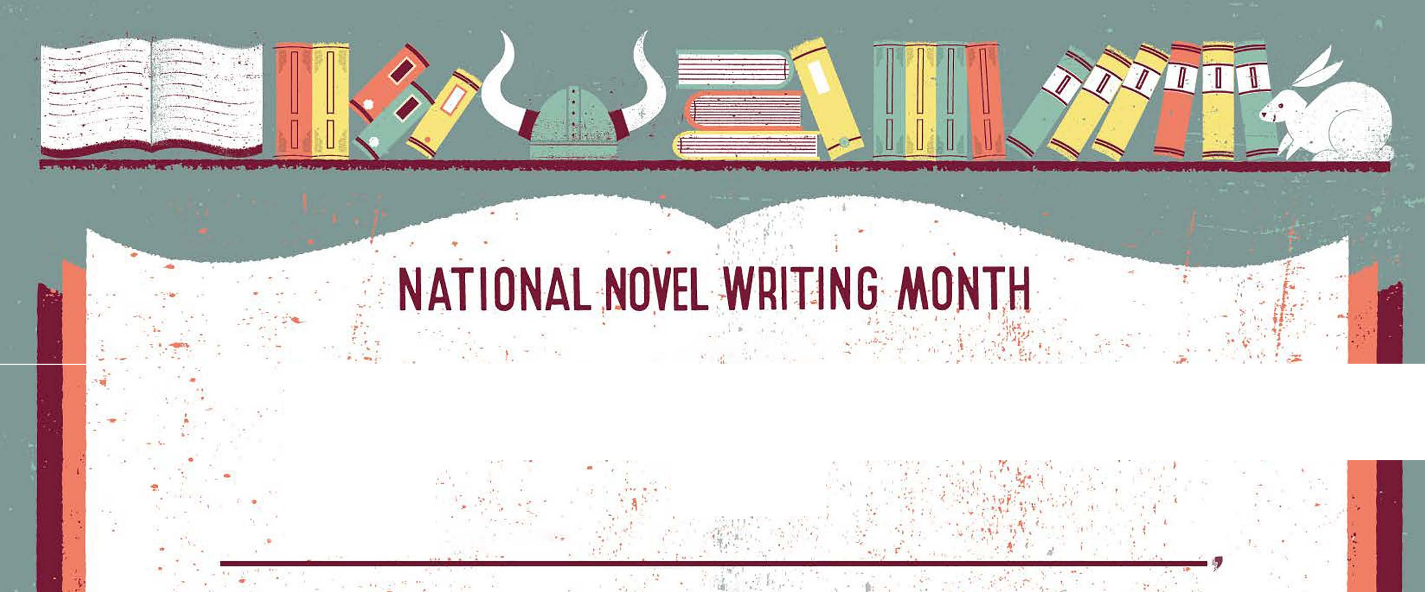 NATIONAL NOVEL WRITING MONTH
,